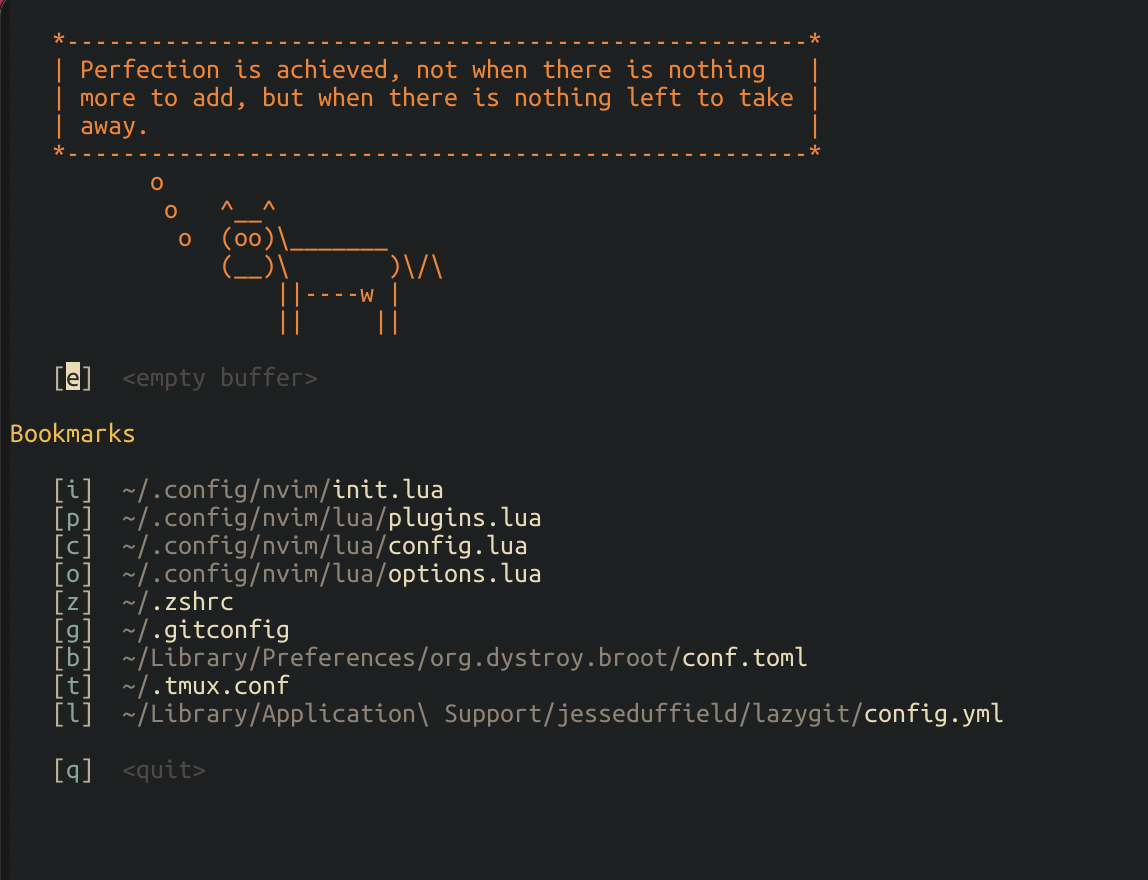 *-----------------------------------------------------*
| Perfection is achieved, not when there is nothing   |
| more to add, but when there is nothing left to take |
| away.                                               |
*-----------------------------------------------------*
       o
        o   ^__^
         o  (oo)\_______
            (__)\       )\/\
                ||----w |
                ||     ||
[e]  <empty buffer>
Bookmarks
[i]  ~/.config/nvim/init.lua
[p]  ~/.config/nvim/lua/plugins.lua
[c]  ~/.config/nvim/lua/config.lua
[o]  ~/.config/nvim/lua/options.lua
[z]  ~/.zshrc
[g]  ~/.gitconfig
[b]  ~/Library/Preferences/org.dystroy.broot/conf.toml
[t]  ~/.tmux.conf
[l]  ~/Library/Application\ Support/jesseduffield/lazygit/config.yml
[q]  <quit>